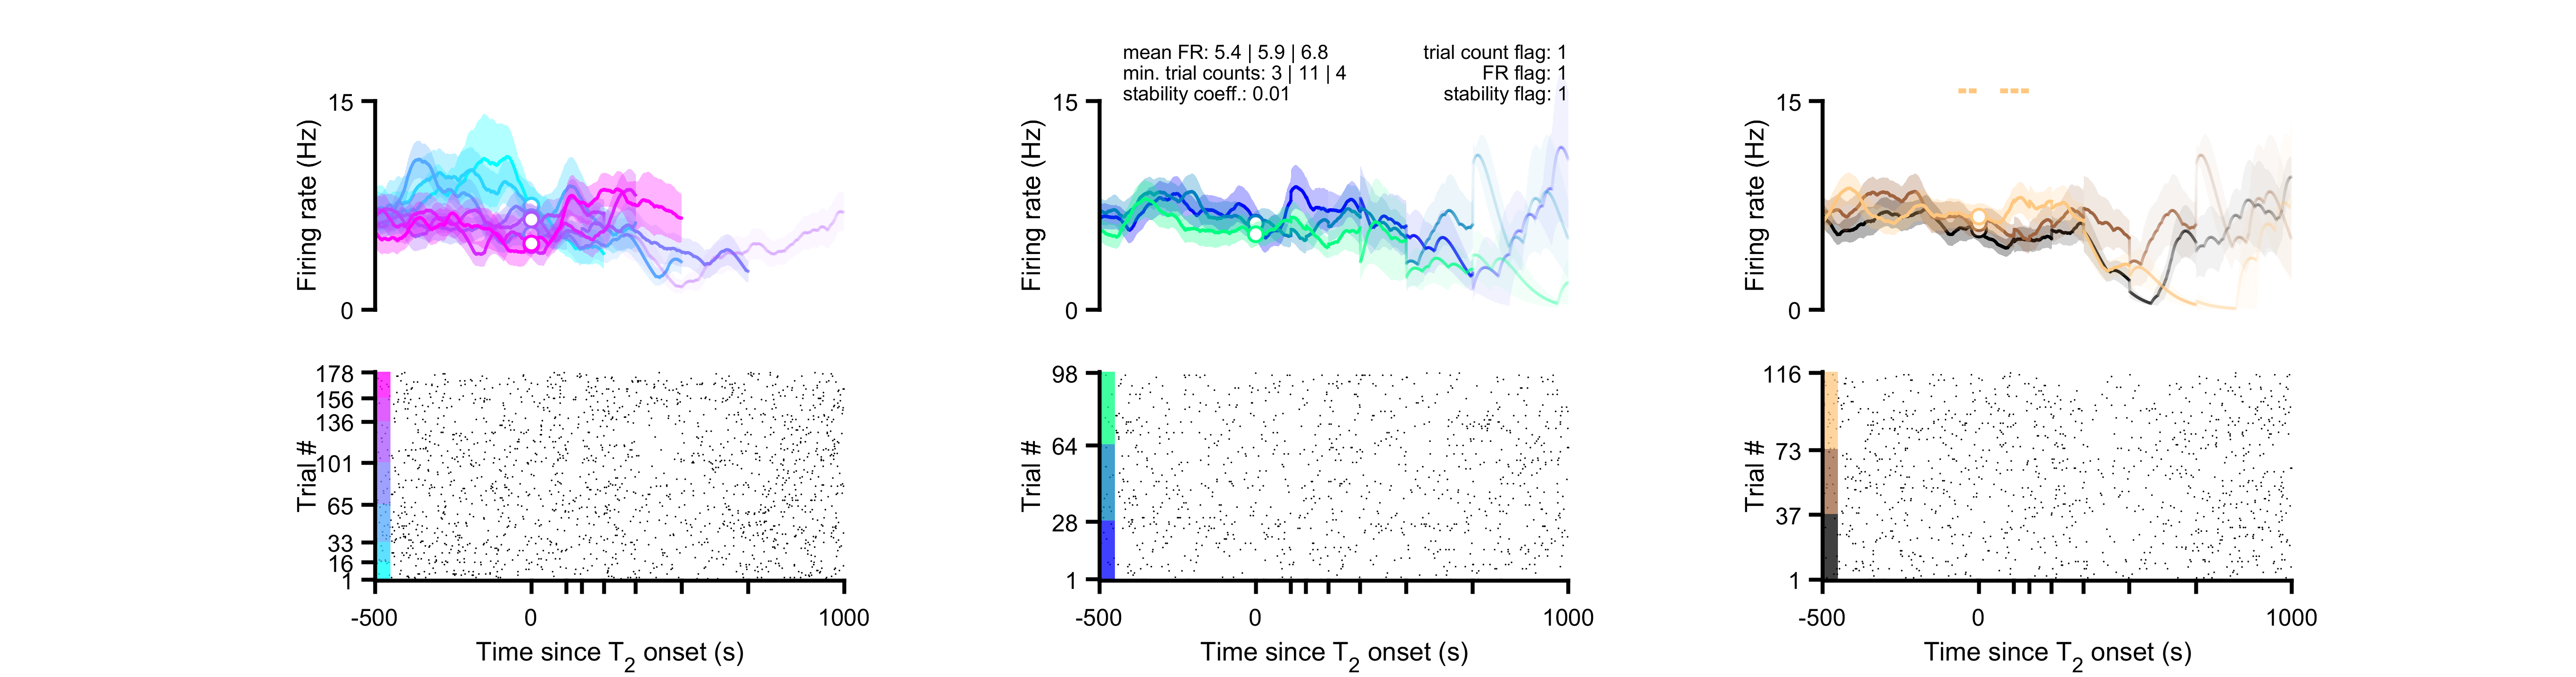 mean FR: 5.4 | 5.9 | 6.8
min. trial counts: 3 | 11 | 4
stability coeff.: 0.01
trial count flag: 1
FR flag: 1
stability flag: 1
15
Firing rate (Hz)
0
15
Firing rate (Hz)
0
15
Firing rate (Hz)
0
178
156
136
101
65
33
16
1
Trial #
-500
0
1000
Time since T2 onset (s)
98
64
28
1
Trial #
-500
0
1000
Time since T2 onset (s)
116
73
37
1
Trial #
-500
0
1000
Time since T2 onset (s)